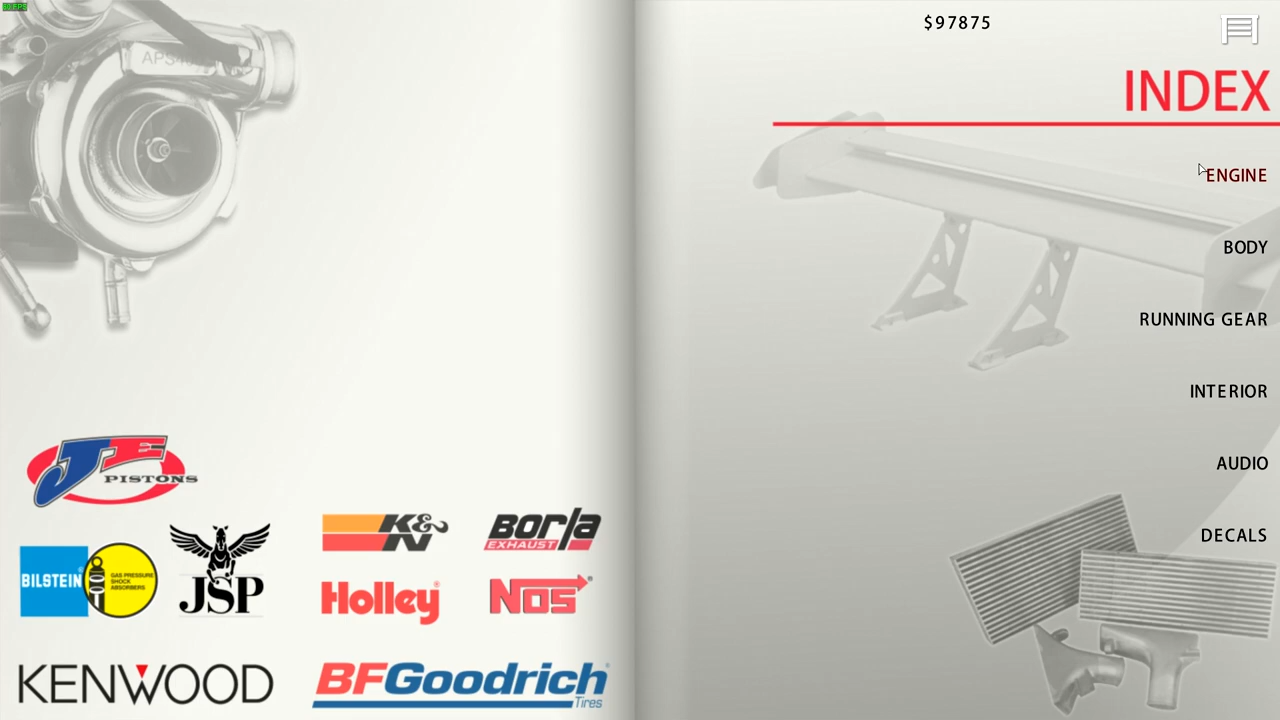 $97875
INDEX
ENGINE
BODY
RUNNING GEAR
INTERIOR
AUDIO
DECALS
JE
PISTONS
BILSTEIN
GAS PRESSURE
SHOCK
ABSORBERS
JSP
K&N
BORLA
EXHAUST
Holley
NOS
KENWOOD
BFGoodrich
Tires